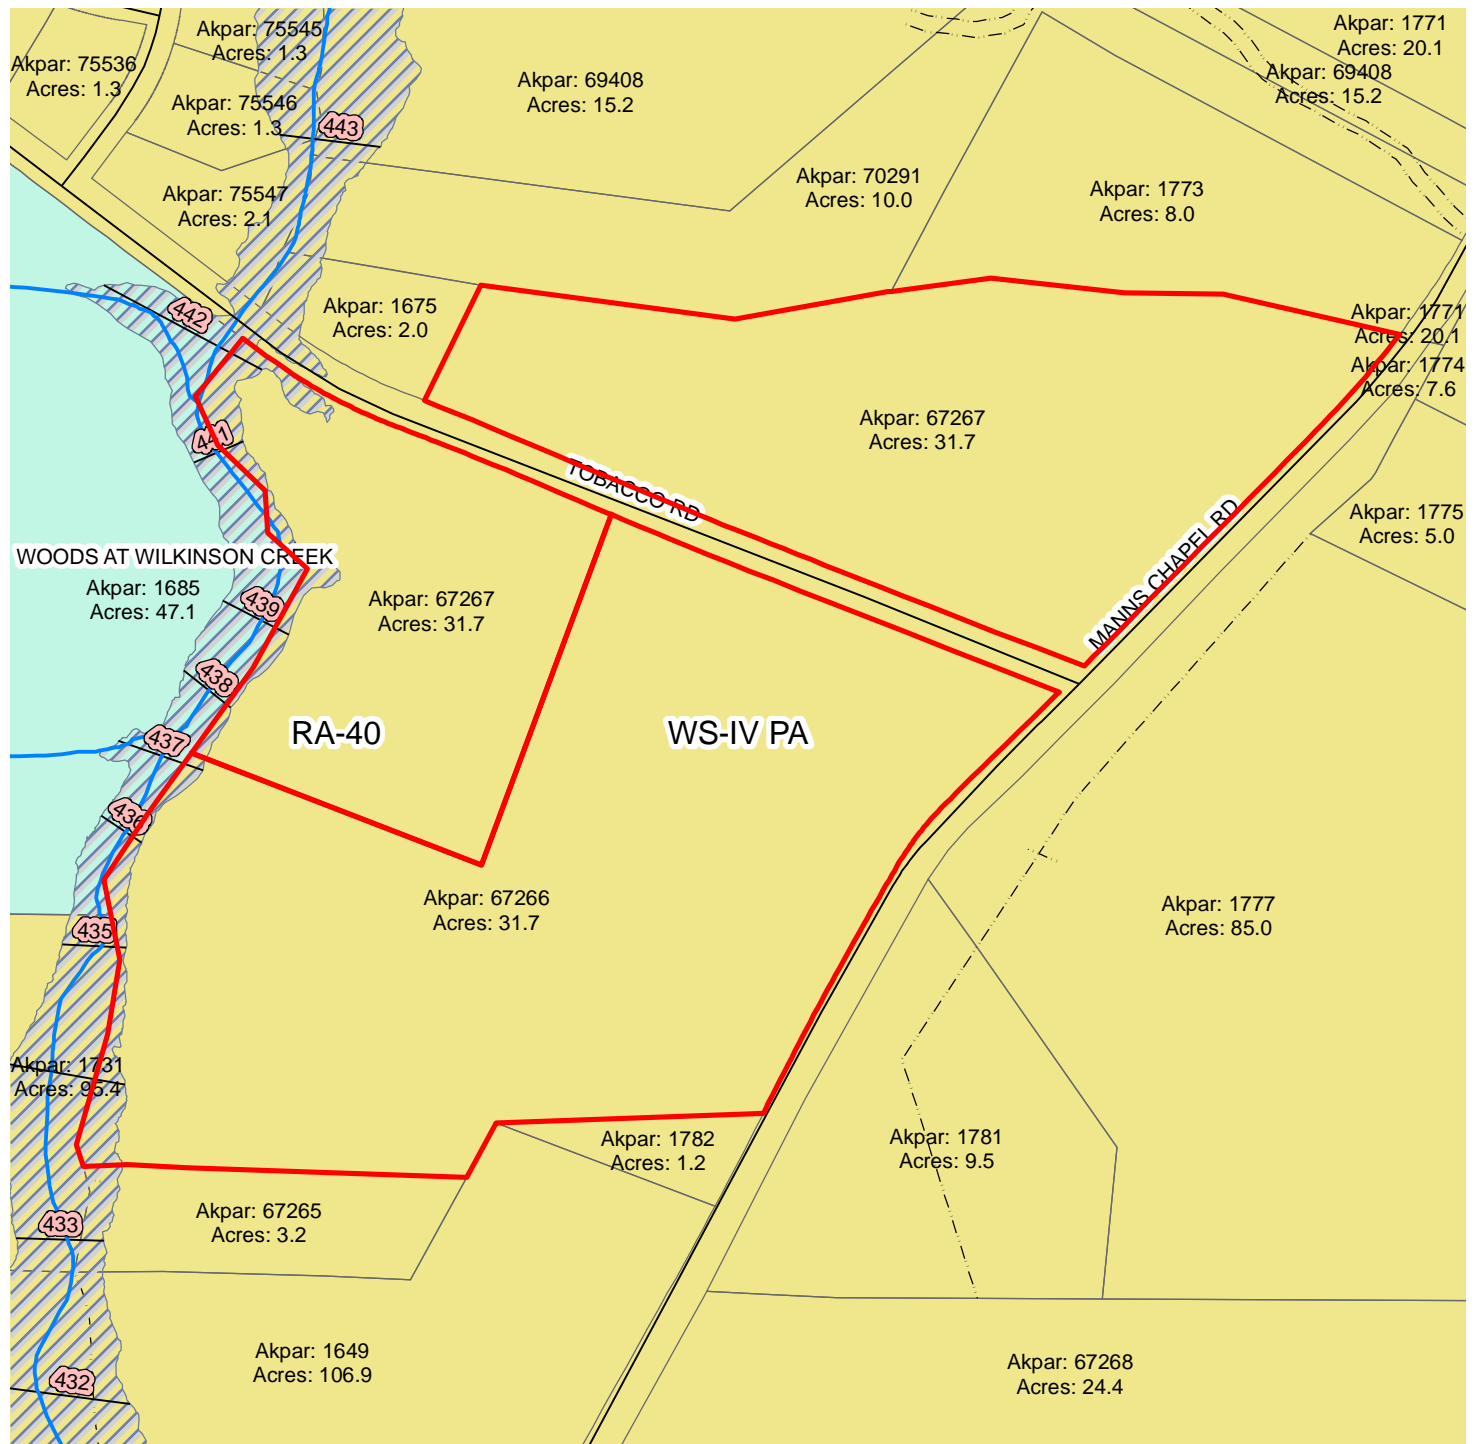 Akpar: 75545
Acres: 1.3
Akpar: 1771
Acres: 20.1
Akpar: 75536
Acres: 1.3
Akpar: 69408
Acres: 15.2
Akpar: 69408
Acres: 15.2
Akpar: 75546
Acres: 1.3
443
Akpar: 75547
Acres: 2.1
Akpar: 70291
Acres: 10.0
Akpar: 1773
Acres: 8.0
442
Akpar: 1675
Acres: 2.0
Akpar: 1771
Acres: 20.1
Akpar: 1774
Acres: 7.6
Akpar: 67267
Acres: 31.7
441
TOBACCO RD
MANNS CHAPEL RD
Akpar: 1775
Acres: 5.0
WOODS AT WILKINSON CREEK
Akpar: 1685
Acres: 47.1
439
Akpar: 67267
Acres: 31.7
438
437
RA-40
WS-IV PA
436
Akpar: 67266
Acres: 31.7
Akpar: 1777
Acres: 85.0
435
Akpar: 1731
Acres: 95.4
Akpar: 1782
Acres: 1.2
Akpar: 1781
Acres: 9.5
433
Akpar: 67265
Acres: 3.2
Akpar: 1649
Acres: 106.9
Akpar: 67268
Acres: 24.4
432